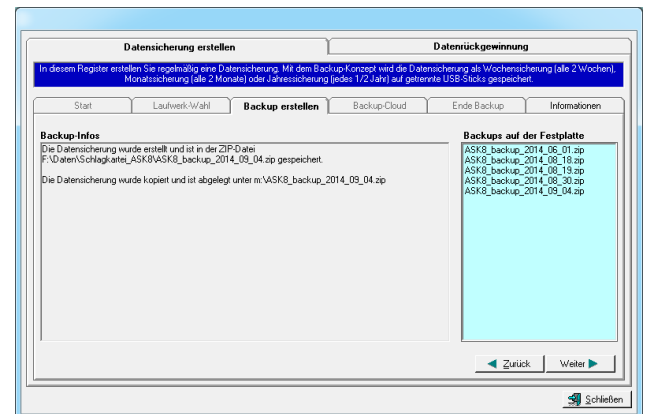 Datensicherung erstellen
Datenrückgewinnung
In diesem Register erstellen Sie regelmäßig eine Datensicherung. Mit dem Backup-Konzept wird die Datensicherung als Wochensicherung (alle 2 Wochen),
Monatssicherung (alle 2 Monate) oder Jahressicherung (jedes 1/2 Jahr) auf getrennte USB-Sticks gespeichert.
Start
Laufwerk-Wahl
Backup erstellen
Backup-Cloud
Ende Backup
Informationen
Backup-Infos
Die Datensicherung wurde erstellt und ist in der ZIP-Datei
F:\Daten\Schlagkartei_ASK8\ASK8_backup_2014_09_04.zip gespeichert.
Die Datensicherung wurde kopiert und ist abgelegt unter m:\ASK8_backup_2014_09_04.zip
Backups auf der Festplatte
ASK8_backup_2014_06_01.zip
ASK8_backup_2014_08_18.zip
ASK8_backup_2014_08_19.zip
ASK8_backup_2014_08_30.zip
ASK8_backup_2014_09_04.zip
Zurück
Weiter
Schließen